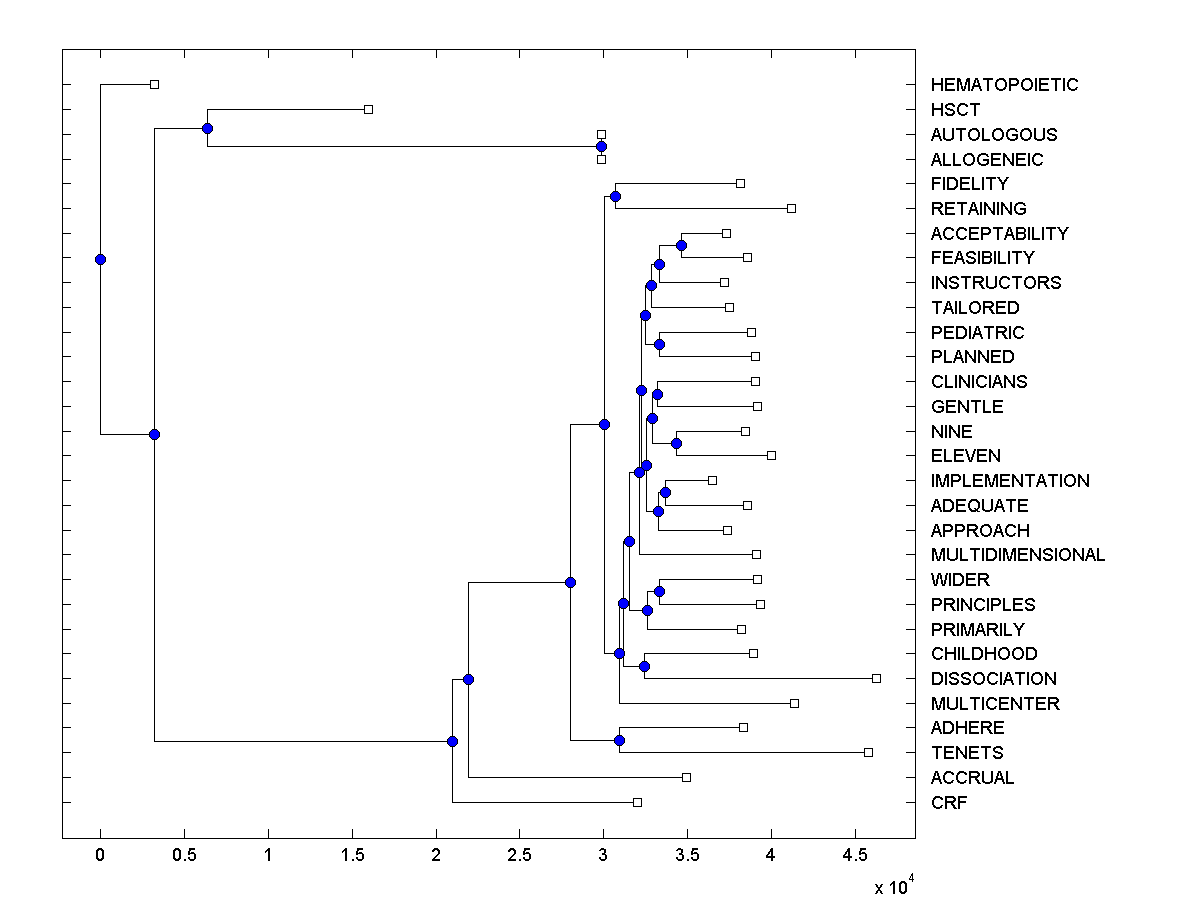 HEMATOPOIETIC
HSCT
AUTOLOGOUS
ALLOGENEIC
FIDELITY
RETAINING
ACCEPTABILITY
FEASIBILITY
INSTRUCTORS
TAILORED
PEDIATRIC
PLANNED
CLINICIANS
GENTLE
NINE
ELEVEN
IMPLEMENTATION
ADEQUATE
APPROACH
MULTIDIMENSIONAL
WIDER
PRINCIPLES
PRIMARILY
CHILDHOOD
DISSOCIATION
MULTICENTER
ADHERE
TENETS
ACCRUAL
CRF
0 0.5 1 1.5 2 2.5 3 3.5 4 4.5
x 10^4